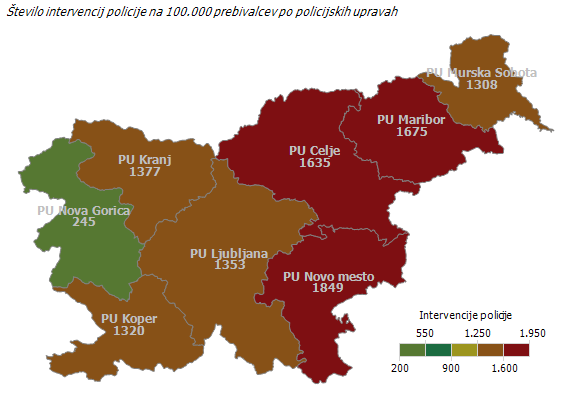 Število intervencij policije na 100.000 prebivalcev po policijskih upravah
PU Murska Sobota
1308
PU Maribor
1675
PU Celje
1635
PU Kranj
1377
PU Nova Gorica
245
PU Ljubljana
1353
PU Novo mesto
1849
PU Koper
1320
Intervencije policije
550 1.250 1.950
200 900 1.600